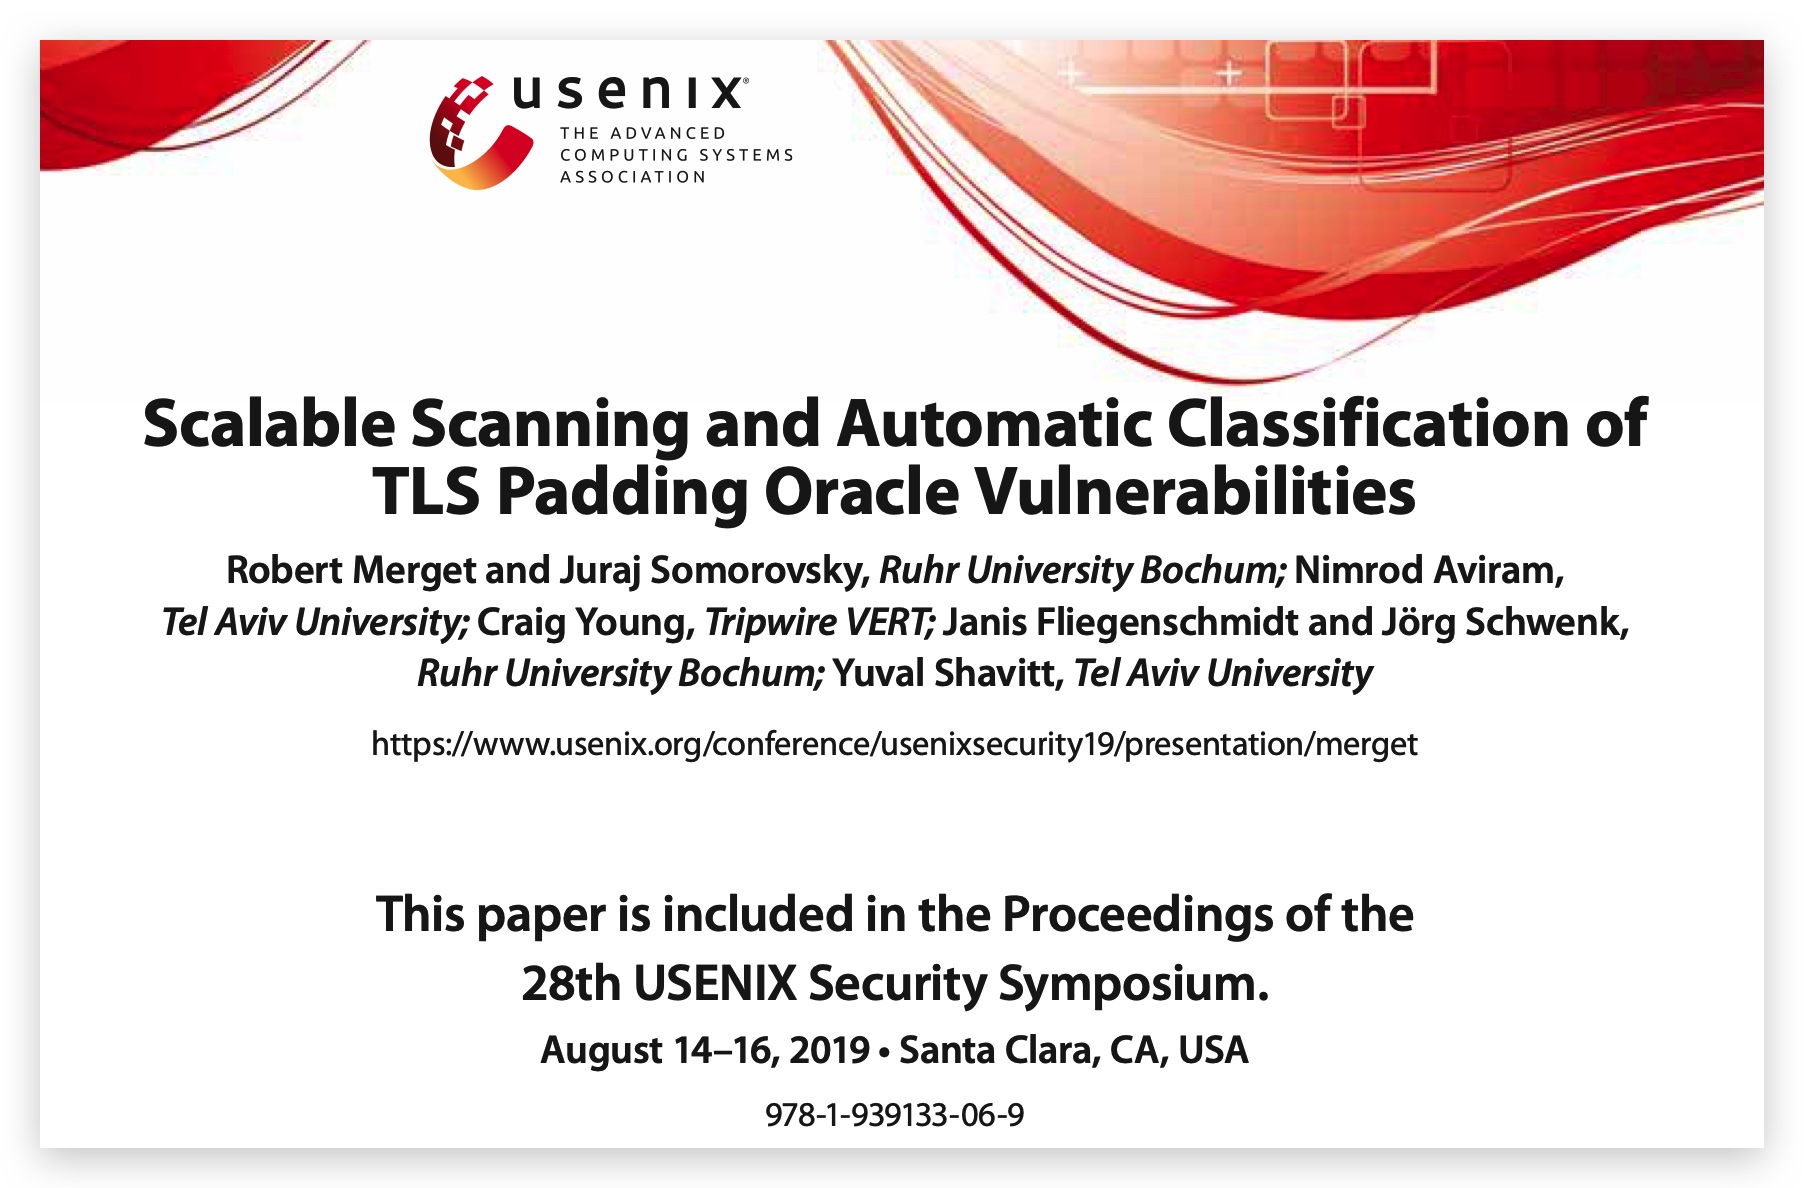 usenix®
THE ADVANCED
COMPUTING SYSTEMS
ASSOCIATION
Scalable Scanning and Automatic Classification of
TLS Padding Oracle Vulnerabilities
Robert Merget and Juraj Somorovsky, Ruhr University Bochum; Nimrod Aviram,
Tel Aviv University; Craig Young, Tripwire VERT; Janis Fliegenschmidt and Jörg Schwenk,
Ruhr University Bochum; Yuval Shavitt, Tel Aviv University
https://www.usenix.org/conference/usenixsecurity19/presentation/merget
This paper is included in the Proceedings of the
28th USENIX Security Symposium.
August 14–16, 2019 • Santa Clara, CA, USA
978-1-939133-06-9